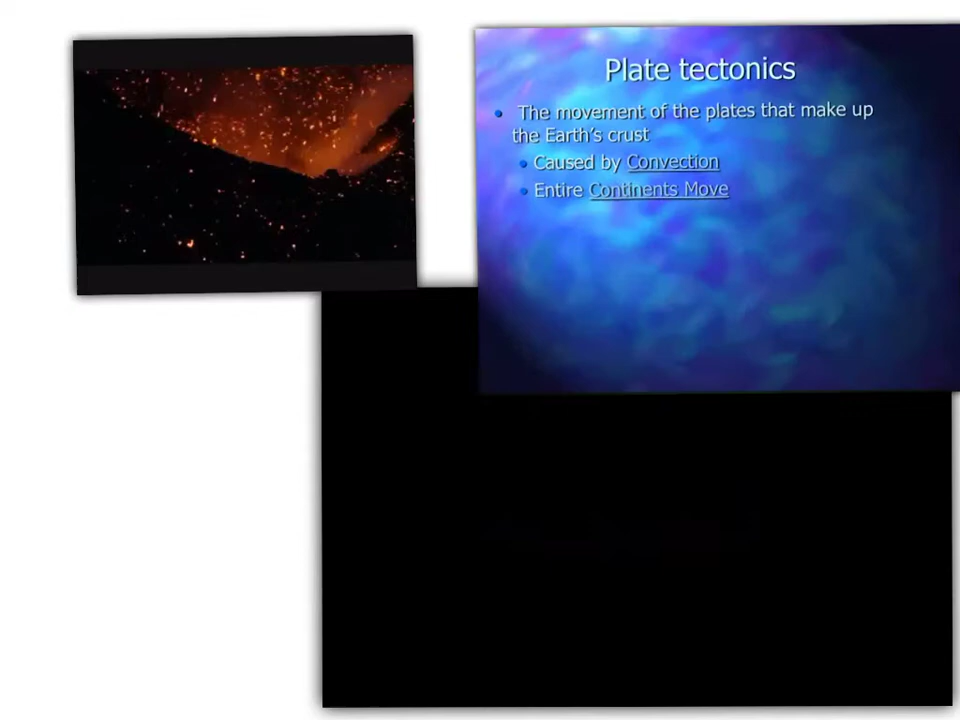 Plate tectonics
The movement of the plates that make up
the Earth's crust
Caused by Convection
Entire Continents Move